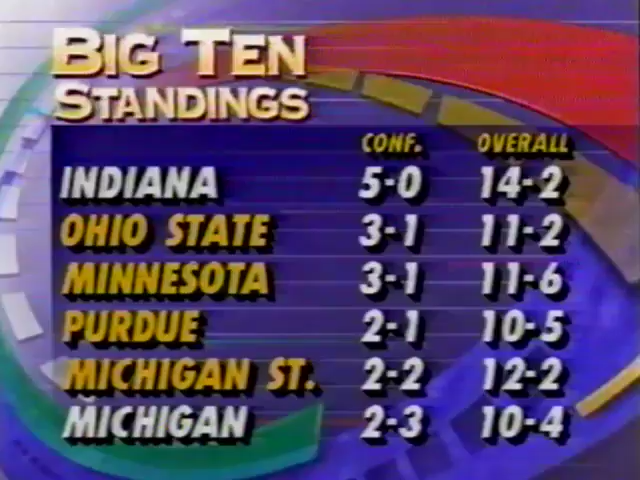 BIG TEN
STANDINGS
CONF. OVERALL
INDIANA 5-0 14-2
OHIO STATE 3-1 11-2
MINNESOTA 3-1 11-6
PURDUE 2-1 10-5
MICHIGAN ST. 2-2 12-2
MICHIGAN 2-3 10-4